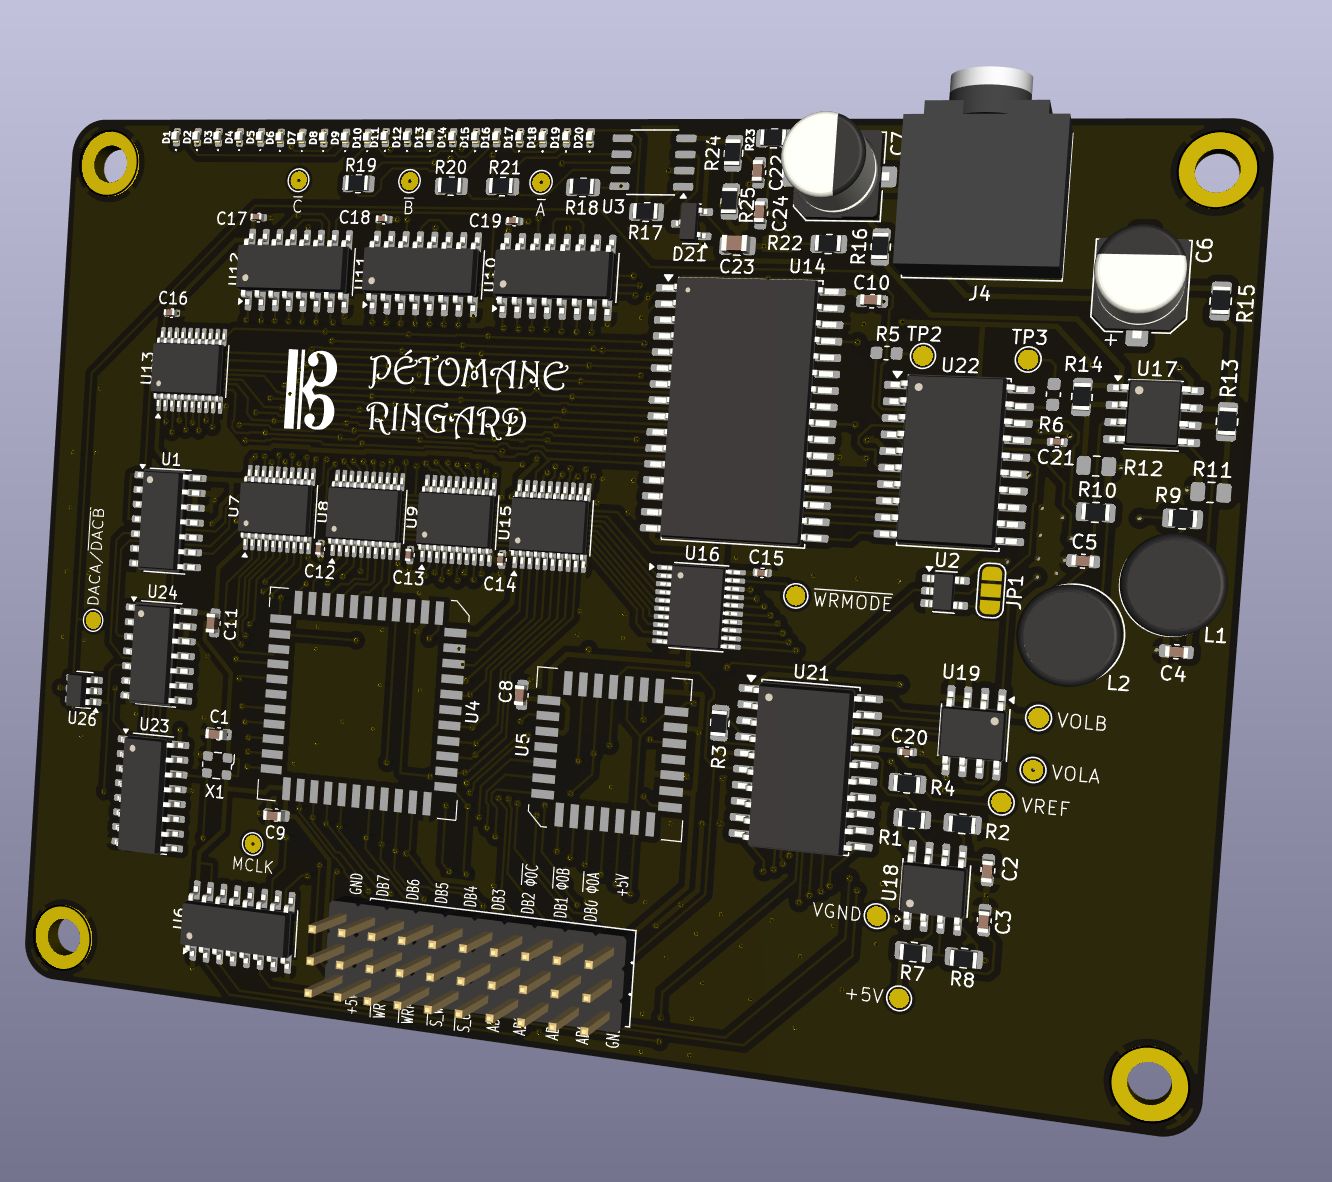 D1 D2 D3 D4 D5 D6 D7 D8 D9 D10 D11 D12 D13 D14 D15 D16 D17 D18 D19 D20
R24 R23 C7
R19 R20 R21 C22
C B A R18 U3 R25 C24
C17 C18 C19 R17 D21 C23 R22 R16 C6
U12 U11 U10 U14 C10 J4 R15
C16 +
R5 TP2 TP3
U13 PÉTOMANE U22 R14 U17 R13
RINGARD R6
C21 R12 R11
U1 R10 R9
U7 U8 U9 U15
DACA/DACB C12 C13 C14 U16 C15 U2 C5
U24 WRMODE JP1
C11 L1
L2 C4
U26 U4 C8 U21 U19
U23 C1 U5 R3 VOLB
C20 VOLA
X1 R4 VREF
C9 R1 R2
MCLK
GND DB7 DB6 DB5 DB4 DB3 DB2 ΦOC DB1 ΦOB DB0 ΦOA +5V
U18 C2
VGND C3
U6
R7 R8
+5V
+5V WR